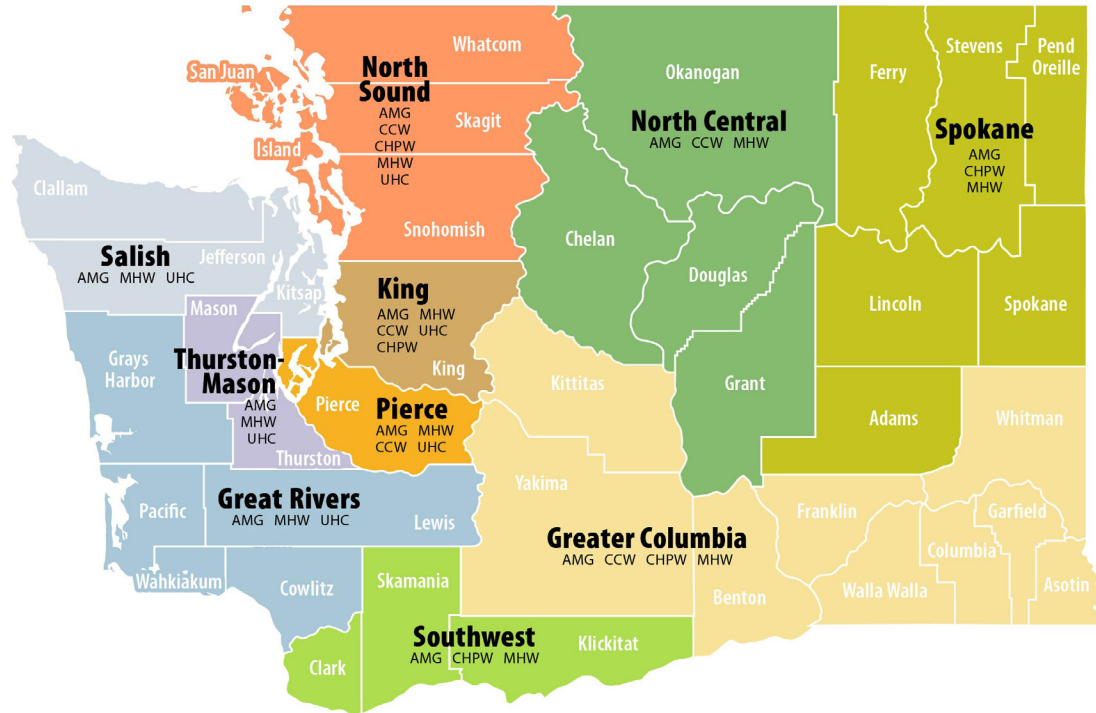 Whatcom
San Juan
North
Sound
AMG
CCW
CHPW
MHW
UHC
Skagit
Island
Snohomish
Okanogan
North Central
AMG CCW MHW
Chelan
Douglas
Grant
Ferry
Stevens
Pend
Oreille
Spokane
AMG
CHPW
MHW
Lincoln
Spokane
Adams
Clallam
Salish
AMG MHW UHC
Jefferson
Kitsap
King
AMG MHW
CCW UHC
CHPW
King
Mason
Thurston-
Mason
AMG
MHW
UHC
Thurston
Pierce
Pierce
AMG MHW
CCW UHC
Grays
Harbor
Great Rivers
AMG MHW UHC
Pacific
Lewis
Wahkiakum
Cowlitz
Kittitas
Yakima
Greater Columbia
AMG CCW CHPW MHW
Benton
Franklin
Walla Walla
Columbia
Garfield
Asotin
Whitman
Skamania
Southwest
AMG CHPW MHW
Klickitat
Clark